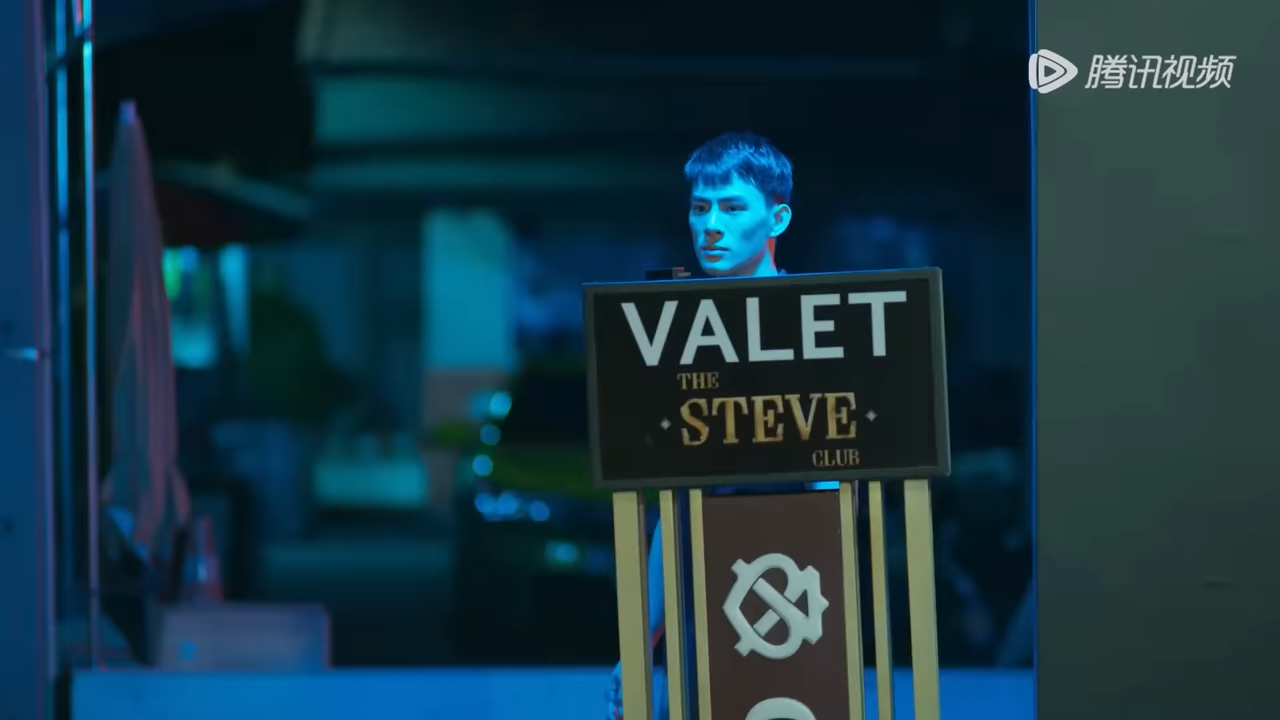 腾讯视频
VALET
THE
STEVE
CLUB